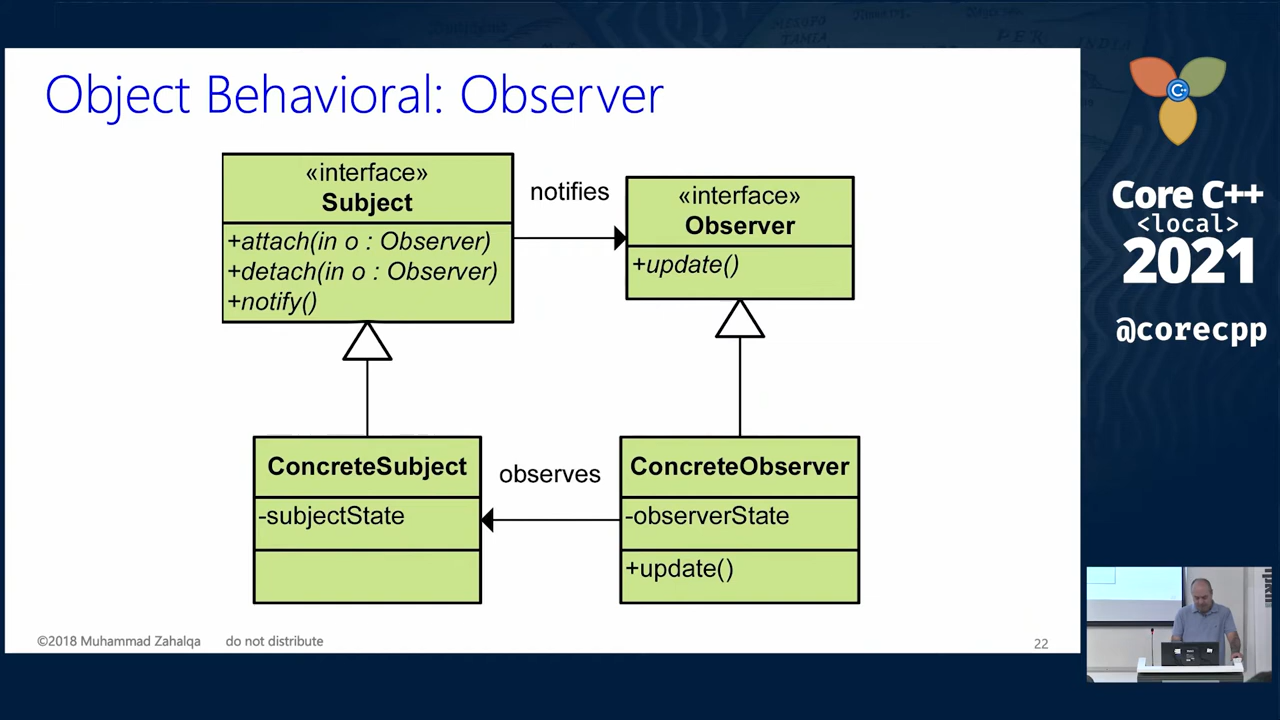 Object Behavioral: Observer
«interface»
Subject
+attach(in o : Observer)
+detach(in o : Observer)
+notify()
notifies
«interface»
Observer
+update()
ConcreteSubject
-subjectState
observes
ConcreteObserver
-observerState
+update()
©2018 Muhammad Zahalqa do not distribute
22
C++
Core C++
<local>
2021
@corecpp